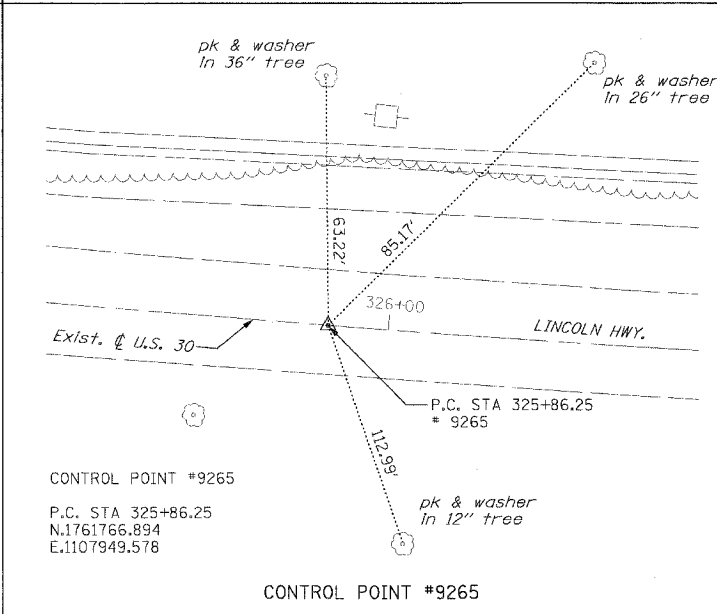 pk & washer
in 36" tree
pk & washer
in 26" tree
63.22'
85.17'
326+00
LINCOLN HWY.
Exist. ℄ U.S. 30
P.C. STA 325+86.25
# 9265
112.99'
CONTROL POINT #9265
P.C. STA 325+86.25
N.1761766.894
E.1107949.578
pk & washer
in 12" tree
CONTROL POINT #9265